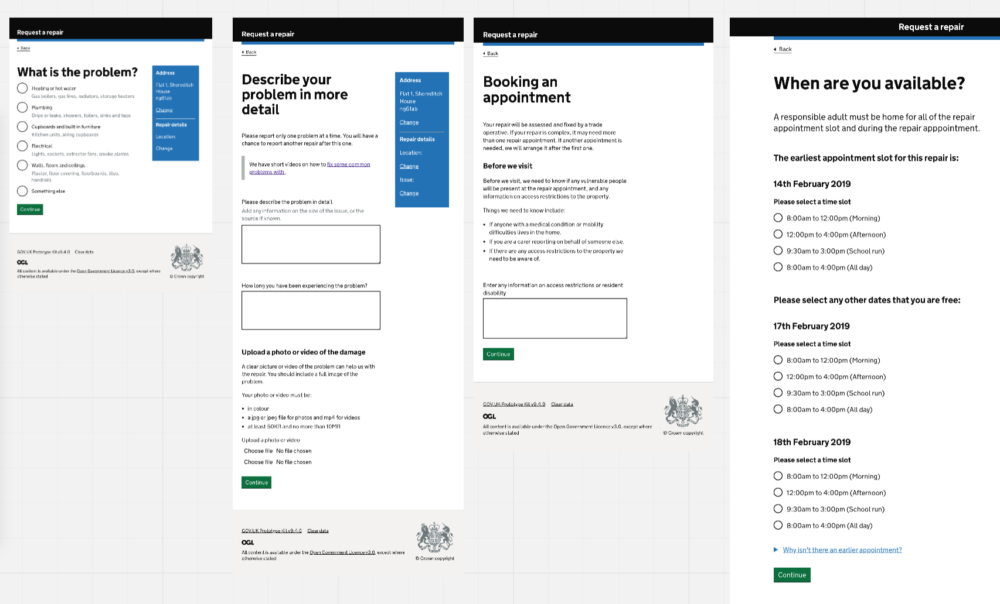 Request a repair
Back
What is the problem?
Heating or hot water
Gas boilers, gas fires, radiators, storage heaters
Plumbing
Drips or leaks, showers, toilets, sinks and taps
Cupboards and built-in furniture
Kitchen units, airing cupboards
Electrical
Lights, sockets, extractor fans, smoke alarms
Walls, floors and ceilings
Plaster, floor covering, flourboards, tiles,
handrails
Something else
Continue
Address
Flat 1, Shoreditch
House
ng61ab
Change
Repair details
Location:
Change
GOV.UK Prototype Kit v9.4.0 Clear data
OGL
All content is available under the Open Government Licence v3.0, except where
otherwise stated
© Crown copyright
Request a repair
Back
Describe your
problem in more
detail
Please report only one problem at a time. You will have a
chance to report another repair after this one.
We have short videos on how to fix some common
problems with .
Please describe the problem in detail
Add any information on the size of the issue, or the
source if known.
How long you have been experiencing the problem?
Upload a photo or video of the damage
A clear picture or video of the problem can help us with
the repair. You should include a full image of the
problem.
Your photo or video must be:
• in colour
• a jpg or jpeg file for photos and mp4 for videos
• at least 50KB and no more than 10MB
Upload a photo or video
Choose file No file chosen
Choose file No file chosen
Continue
Address
Flat 1, Shoreditch
House
ng61ab
Change
Repair details
Location:
Change
Issue:
Change
GOV.UK Prototype Kit v9.4.0 Clear data
OGL
All content is available under the Open Government Licence v3.0, except where
otherwise stated
© Crown copyright
Request a repair
Back
Booking an
appointment
Your repair will be assessed and fixed by a trade
operative. If your repair is complex, it may need more
than one repair appointment. If another appointment is
needed, we will arrange it after the first one.
Before we visit
Before we visit, we need to know if any vulnerable people
will be present at the repair appointment, and any
information on access restrictions to the property.
Things we need to know include:
• If anyone with a medical condition or mobility
difficulties lives in the home.
• If you are a carer reporting on behalf of someone else.
• If there are any access restrictions to the property we
need to be aware of.
Enter any information on access restrictions or resident
disability
Continue
GOV.UK Prototype Kit v9.4.0 Clear data
OGL
All content is available under the Open Government Licence v3.0, except where
otherwise stated
© Crown copyright
Request a repair
Back
When are you available?
A responsible adult must be home for all of the repair
appointment slot and during the repair apppointment.
The earliest appointment slot for this repair is:
14th February 2019
Please select a time slot
8:00am to 12:00pm (Morning)
12:00pm to 4:00pm (Afternoon)
9:30am to 3:00pm (School run)
8:00am to 4:00pm (All day)
Please select any other dates that you are free:
17th February 2019
Please select a time slot
8:00am to 12:00pm (Morning)
12:00pm to 4:00pm (Afternoon)
9:30am to 3:00pm (School run)
8:00am to 4:00pm (All day)
18th February 2019
Please select a time slot
8:00am to 12:00pm (Morning)
12:00pm to 4:00pm (Afternoon)
9:30am to 3:00pm (School run)
8:00am to 4:00pm (All day)
Why isn't there an earlier appointment?
Continue